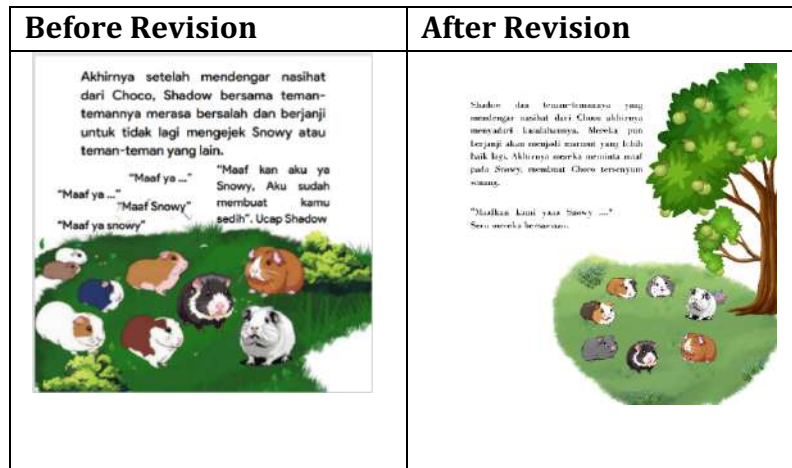 Before Revision
After Revision
Akhirnya setelah mendengar nasihat
dari Choco, Shadow bersama teman-
temannya merasa bersalah dan berjanji
untuk tidak lagi mengejek Snowy atau
teman-teman yang lain.
"Maaf ya ..."
"Maaf ya ..."
"Maaf Snowy"
"Maaf ya snowy"
"Maaf kan aku ya
Snowy, Aku sudah
membuat kamu
sedih". Ucap Shadow
Shadow dan teman-temannya yang
mendengar nasihat dari Choco akhirnya
menyadari kesalahannya. Mereka pun
berjanji akan menjadi marmut yang lebih
baik lagi. Akhirnya mereka meminta maaf
pada Snowy, membuat Choco tersenyum
senang.
"Maafkan kami yaaa Snowy ...."
Seru mereka bersamaan.